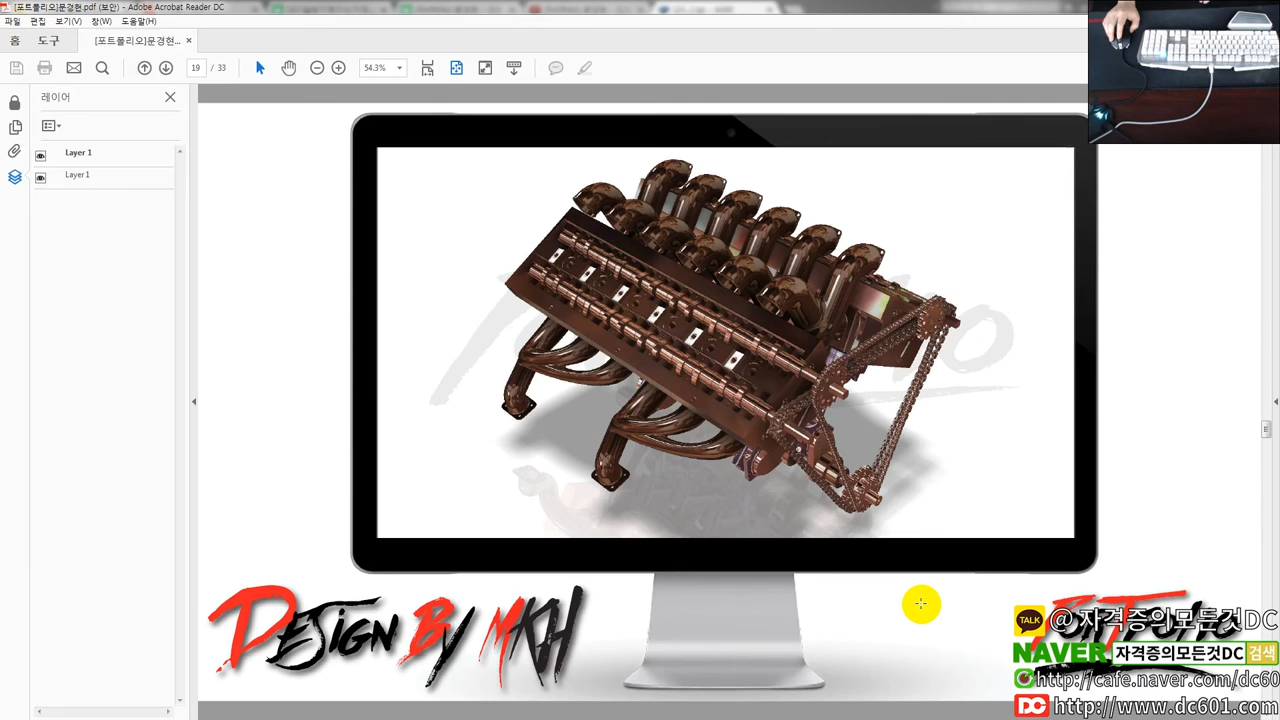 [포트폴리오]문경현.pdf (보안) - Adobe Acrobat Reader DC
파일 편집 보기(V) 창(W) 도움말(H)
홈 도구 [포트폴리오]문경현... ×
19 / 33 54.3%
레이어
Layer 1
Layer1
DESIGN BY MKH
PortFolio
TALK @자격증의모든것DC
NAVER 자격증의모든것DC 검색
http://cafe.naver.com/dc60
DC http://www.dc601.com